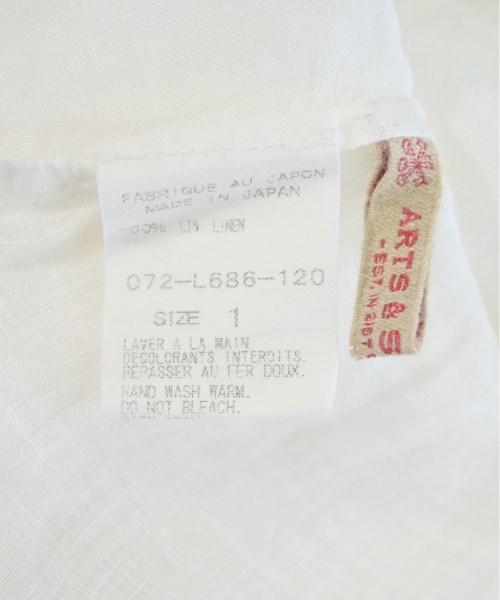 FABRIQUE AU JAPON
MADE IN JAPAN
100% LIN LINEN
072-L686-120
SIZE 1
LAVER A LA MAIN
DECOLORANTS INTERDITS.
REPASSER AU FER DOUX.
HAND WASH WARM.
DO NOT BLEACH.
ARTS & S
EST. IN